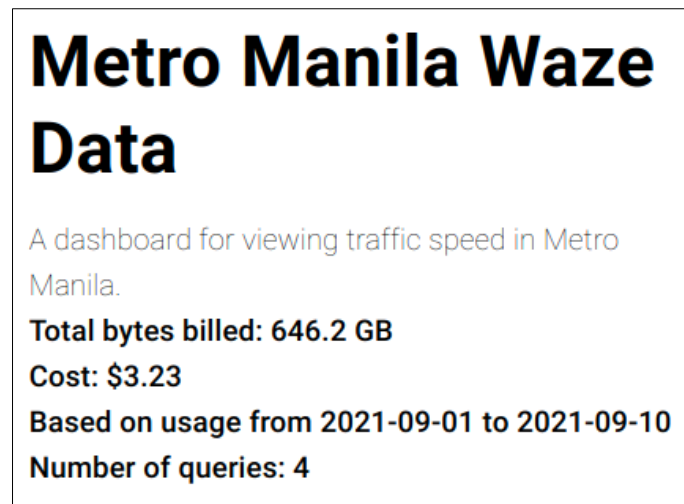 Metro Manila Waze
Data
A dashboard for viewing traffic speed in Metro
Manila.
Total bytes billed: 646.2 GB
Cost: $3.23
Based on usage from 2021-09-01 to 2021-09-10
Number of queries: 4